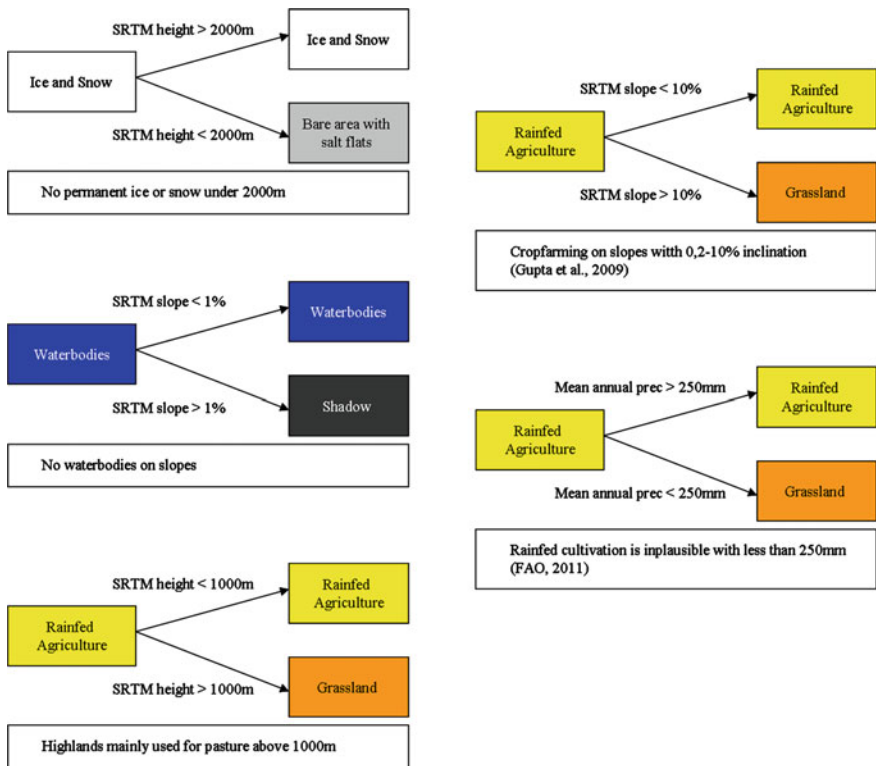 SRTM height > 2000m
Ice and Snow
Ice and Snow
SRTM height < 2000m
Bare area with
salt flats
No permanent ice or snow under 2000m
SRTM slope < 1%
Waterbodies
Waterbodies
SRTM slope > 1%
Shadow
No waterbodies on slopes
SRTM height < 1000m
Rainfed
Agriculture
Rainfed
Agriculture
SRTM height > 1000m
Grassland
Highlands mainly used for pasture above 1000m
SRTM slope < 10%
Rainfed
Agriculture
Rainfed
Agriculture
SRTM slope > 10%
Grassland
Cropfarming on slopes witth 0,2-10% inclination
(Gupta et al., 2009)
Mean annual prec > 250mm
Rainfed
Agriculture
Rainfed
Agriculture
Mean annual prec < 250mm
Grassland
Rainfed cultivation is inplausible with less than 250mm
(FAO, 2011)